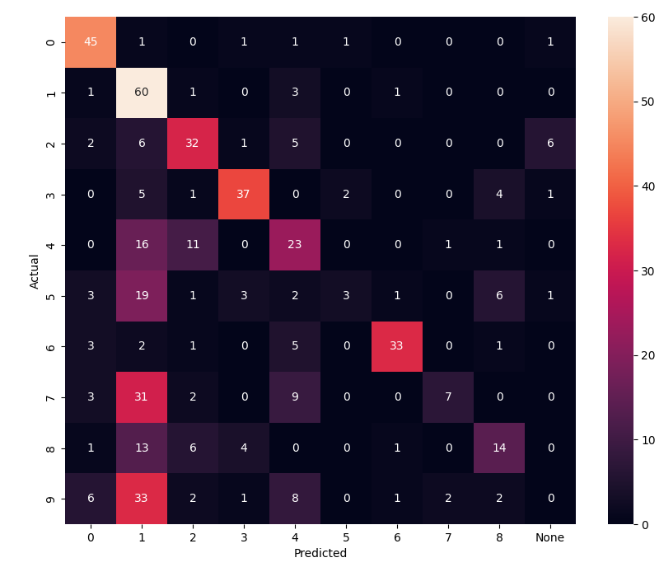 60
0 45 1 0 1 1 1 0 0 0 1
1 1 60 1 0 3 0 1 0 0 0
50
2 2 6 32 1 5 0 0 0 0 6
40
3 0 5 1 37 0 2 0 0 4 1
4 0 16 11 0 23 0 0 1 1 0
30
Actual
5 3 19 1 3 2 3 1 0 6 1
20
6 3 2 1 0 5 0 33 0 1 0
7 3 31 2 0 9 0 0 7 0 0
10
8 1 13 6 4 0 0 1 0 14 0
9 6 33 2 1 8 0 1 2 2 0
0
0 1 2 3 4 5 6 7 8 None
Predicted